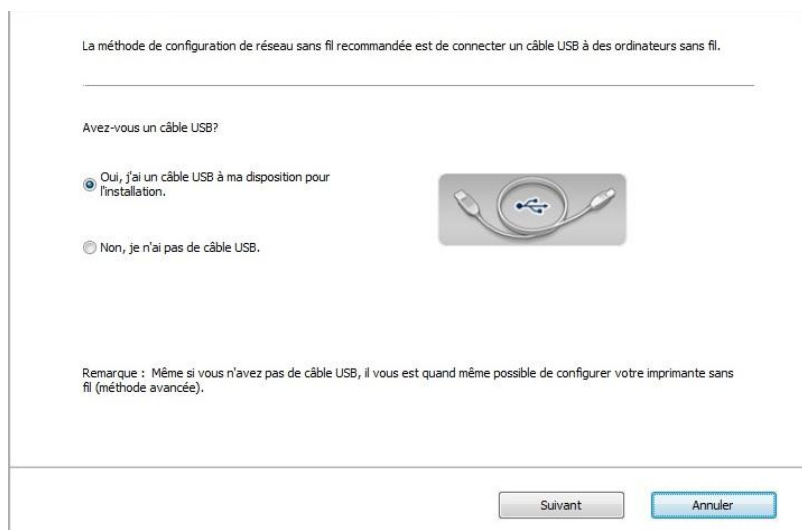 La méthode de configuration de réseau sans fil recommandée est de connecter un câble USB à des ordinateurs sans fil.
Avez-vous un câble USB?
Oui, j'ai un câble USB à ma disposition pour
l'installation.
Non, je n'ai pas de câble USB.
Remarque : Même si vous n'avez pas de câble USB, il vous est quand même possible de configurer votre imprimante sans
fil (méthode avancée).
Suivant
Annuler